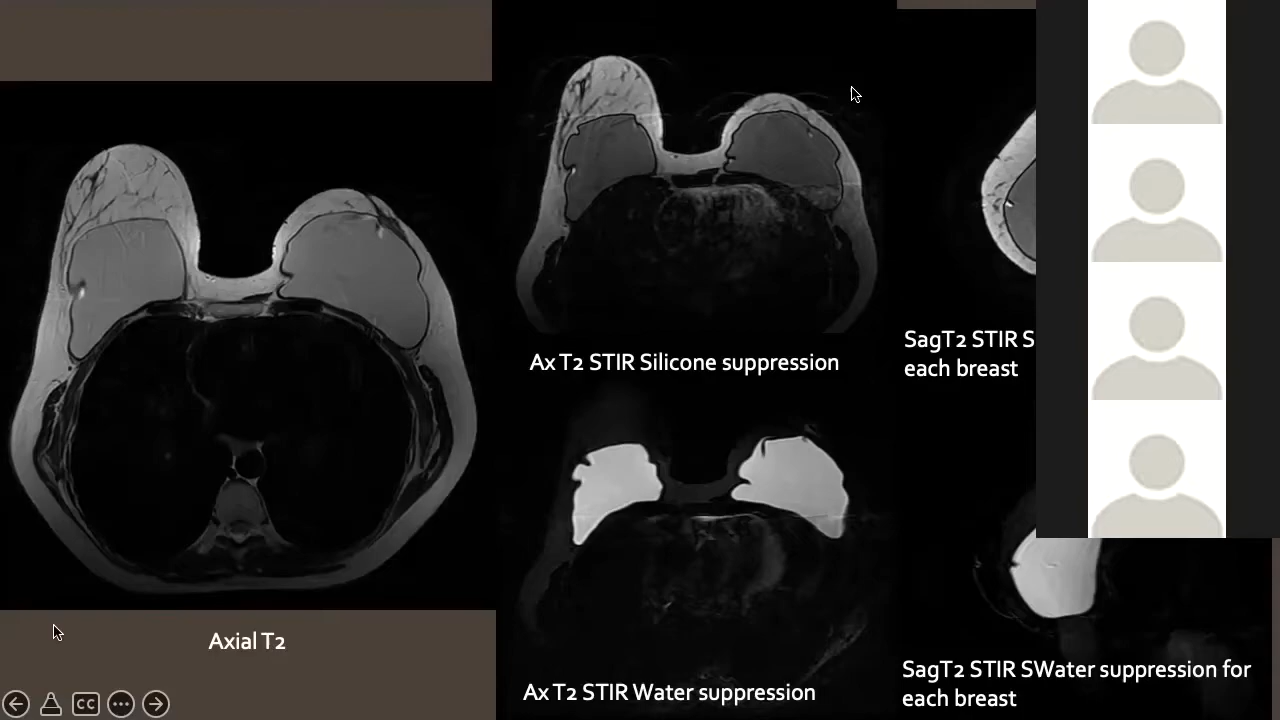 Ax T2 STIR Silicone suppression
SagT2 STIR S
each breast
Axial T2
Ax T2 STIR Water suppression
SagT2 STIR SWater suppression for
each breast
CC